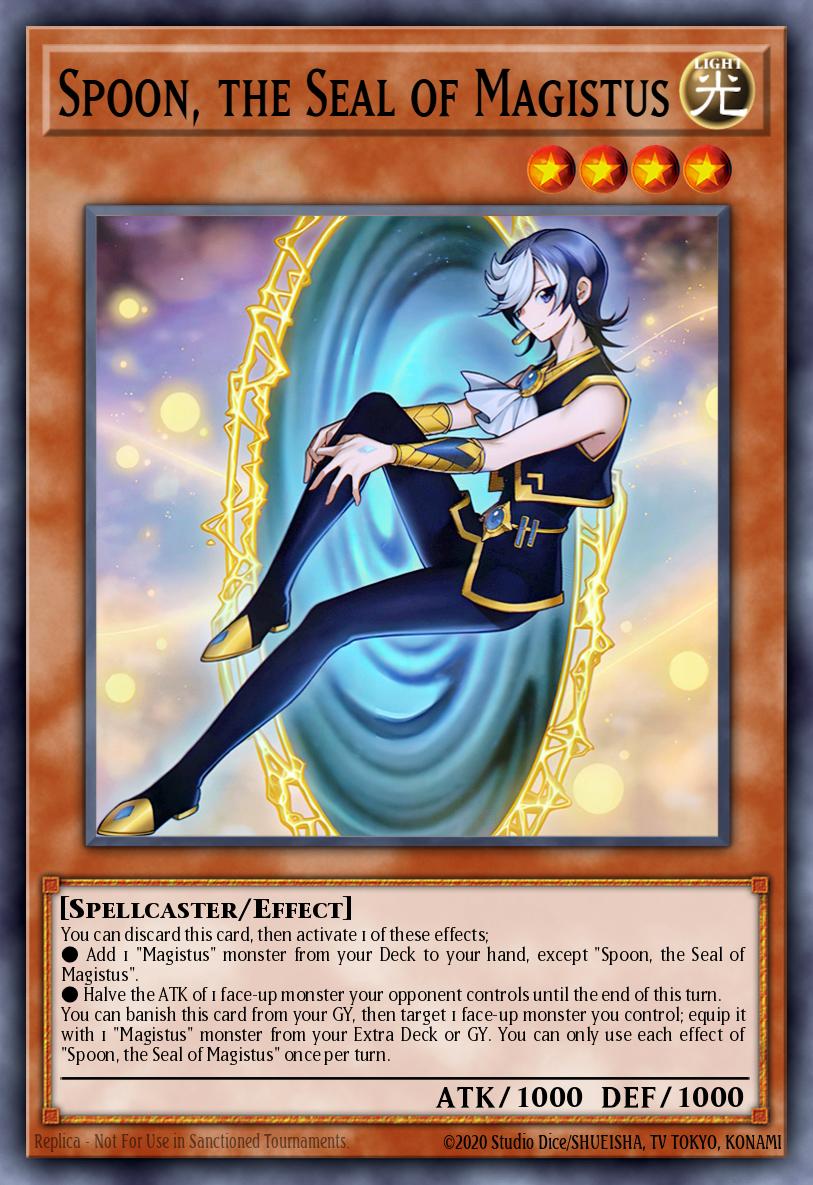 Spoon, the Seal of Magistus
LIGHT
光
[Spellcaster/Effect]
You can discard this card, then activate 1 of these effects;
● Add 1 "Magistus" monster from your Deck to your hand, except "Spoon, the Seal of
Magistus".
● Halve the ATK of 1 face-up monster your opponent controls until the end of this turn.
You can banish this card from your GY, then target 1 face-up monster you control; equip it
with 1 "Magistus" monster from your Extra Deck or GY. You can only use each effect of
"Spoon, the Seal of Magistus" once per turn.
ATK/1000 DEF/1000
Replica - Not For Use in Sanctioned Tournaments.
©2020 Studio Dice/SHUEISHA, TV TOKYO, KONAMI